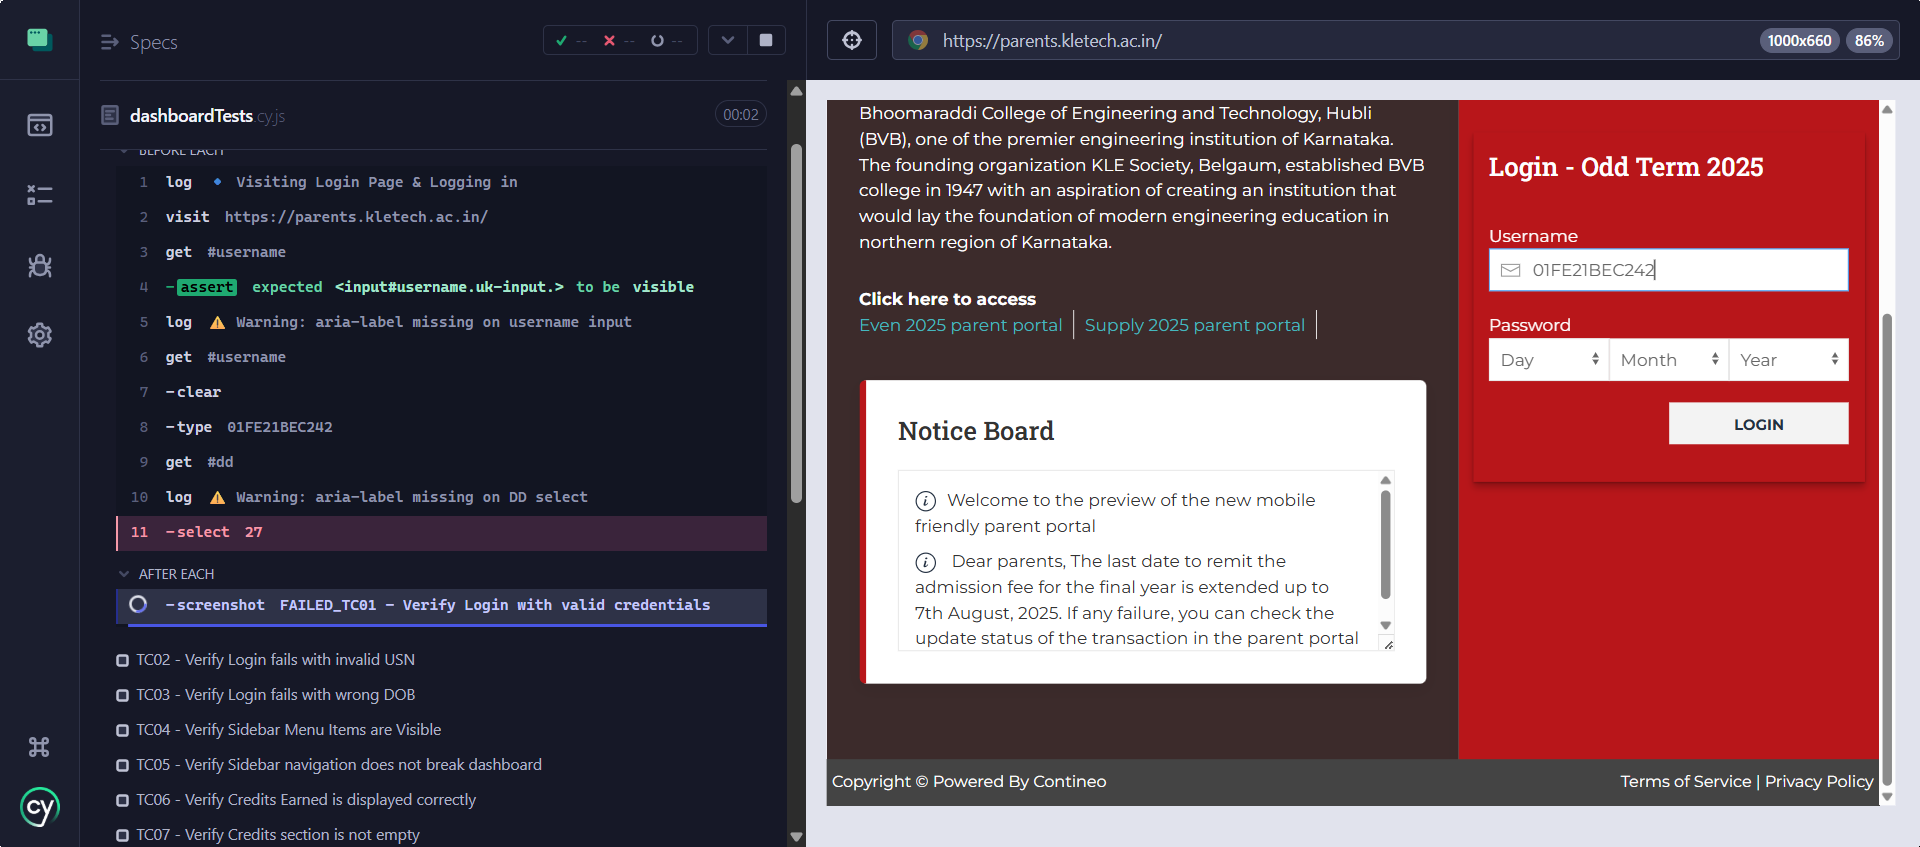 Specs
-- -- --
dashboardTests.cy.js
00:02
BEFORE EACH
1 log Visiting Login Page & Logging in
2 visit https://parents.kletech.ac.in/
3 get #username
4 -assert expected <input#username.uk-input.> to be visible
5 log ⚠ Warning: aria-label missing on username input
6 get #username
7 -clear
8 -type 01FE21BEC242
9 get #dd
10 log ⚠ Warning: aria-label missing on DD select
11 -select 27
AFTER EACH
-screenshot FAILED_TC01 - Verify Login with valid credentials
TC02 - Verify Login fails with invalid USN
TC03 - Verify Login fails with wrong DOB
TC04 - Verify Sidebar Menu Items are Visible
TC05 - Verify Sidebar navigation does not break dashboard
TC06 - Verify Credits Earned is displayed correctly
TC07 - Verify Credits section is not empty
cy
https://parents.kletech.ac.in/
1000x660
86%
Bhoomaraddi College of Engineering and Technology, Hubli
(BVB), one of the premier engineering institution of Karnataka.
The founding organization KLE Society, Belgaum, established BVB
college in 1947 with an aspiration of creating an institution that
would lay the foundation of modern engineering education in
northern region of Karnataka.
Click here to access
Even 2025 parent portal | Supply 2025 parent portal |
Notice Board
Welcome to the preview of the new mobile
friendly parent portal
Dear parents, The last date to remit the
admission fee for the final year is extended up to
7th August, 2025. If any failure, you can check the
update status of the transaction in the parent portal
Login - Odd Term 2025
Username
01FE21BEC242
Password
Day Month Year
LOGIN
Copyright © Powered By Contineo
Terms of Service | Privacy Policy